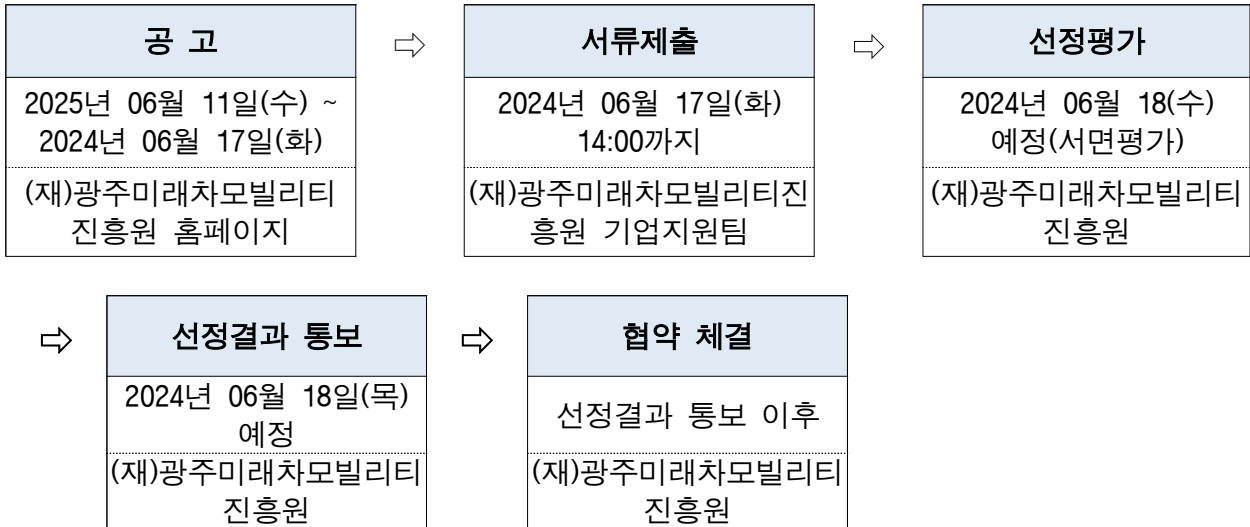 공 고
⇨
서류제출
⇨
선정평가
2025년 06월 11일(수) ~
2024년 06월 17일(화)
2024년 06월 17일(화)
14:00까지
2024년 06월 18(수)
예정(서면평가)
(재)광주미래차모빌리티
진흥원 홈페이지
(재)광주미래차모빌리티진
흥원 기업지원팀
(재)광주미래차모빌리티
진흥원
⇨
선정결과 통보
⇨
협약 체결
2024년 06월 18일(목)
예정
선정결과 통보 이후
(재)광주미래차모빌리티
진흥원
(재)광주미래차모빌리티
진흥원